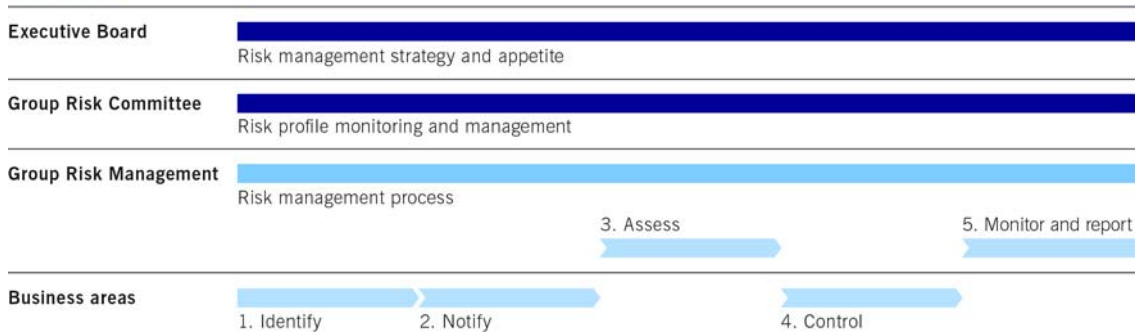 Executive Board
Risk management strategy and appetite
Group Risk Committee
Risk profile monitoring and management
Group Risk Management
Risk management process
3. Assess
5. Monitor and report
Business areas
1. Identify
2. Notify
4. Control